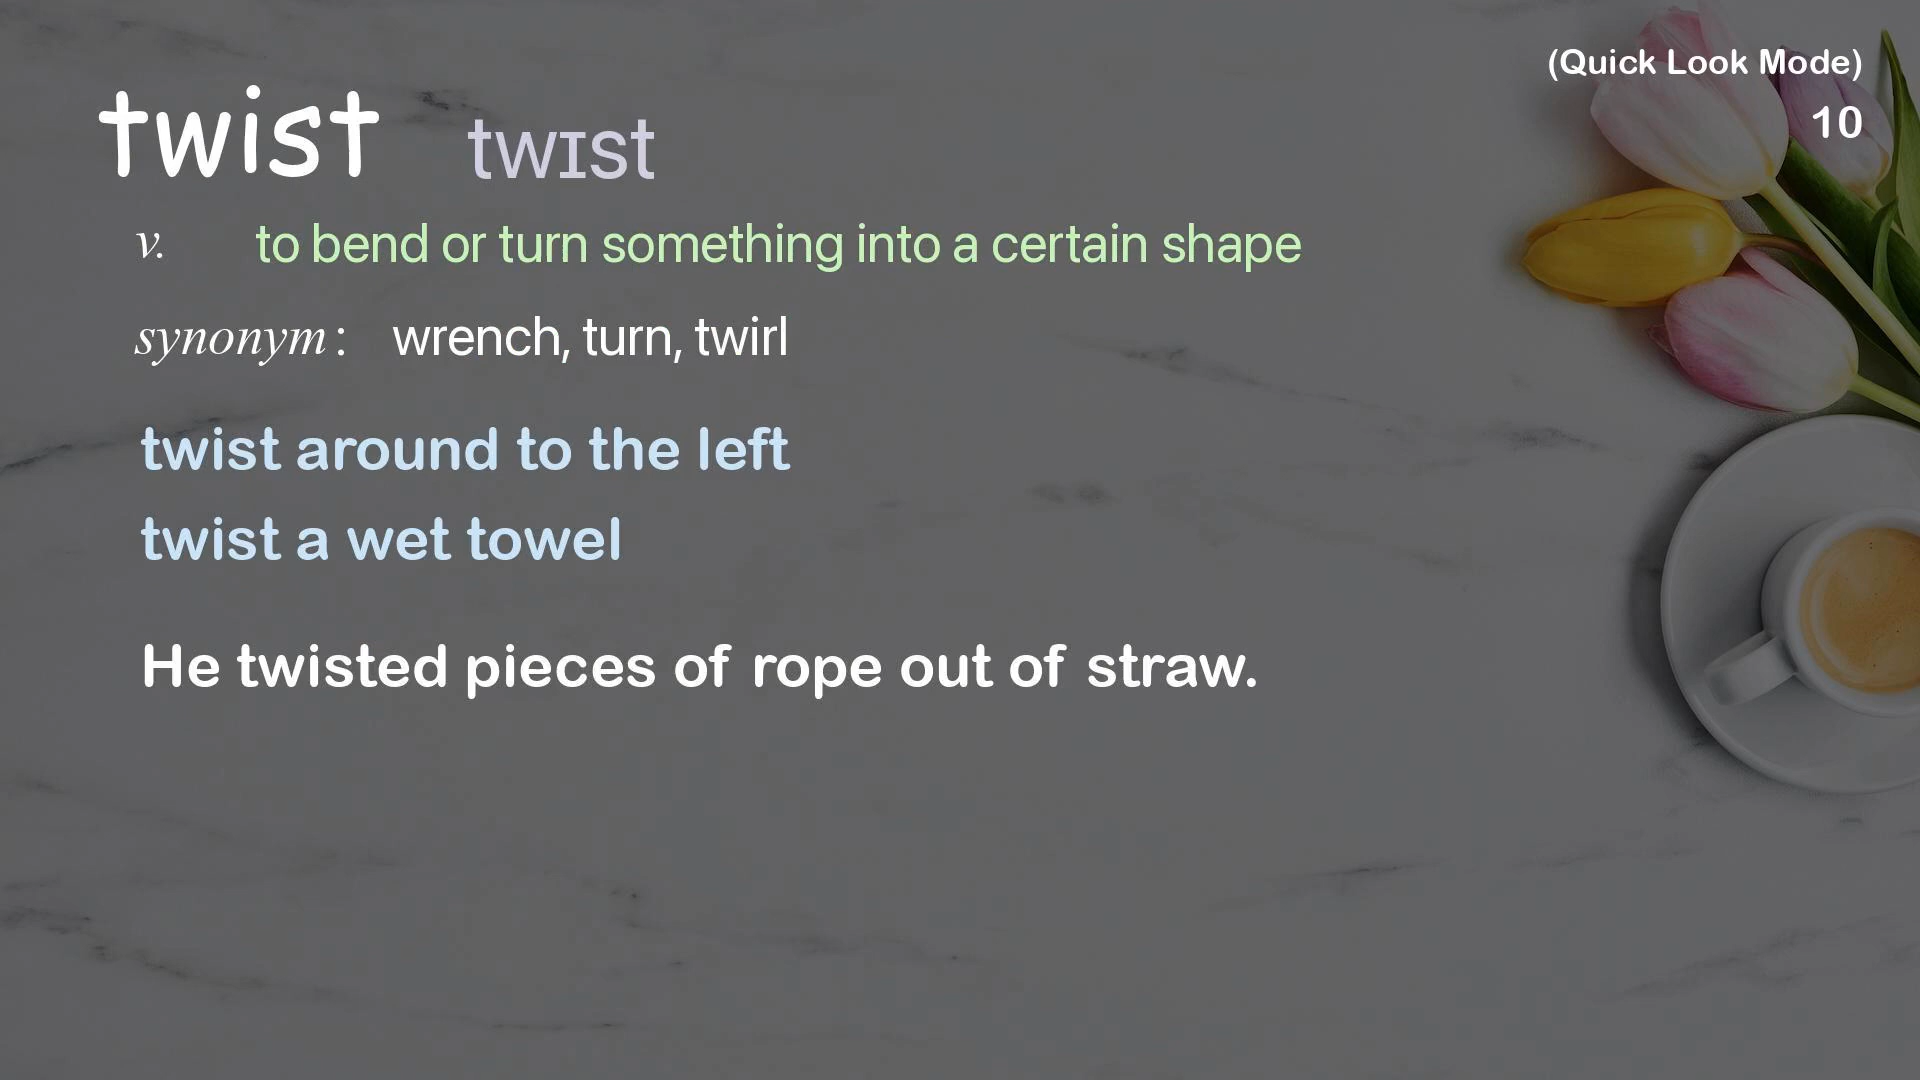 (Quick Look Mode)
10
twist twɪst
v. to bend or turn something into a certain shape
synonym: wrench, turn, twirl
twist around to the left
twist a wet towel
He twisted pieces of rope out of straw.